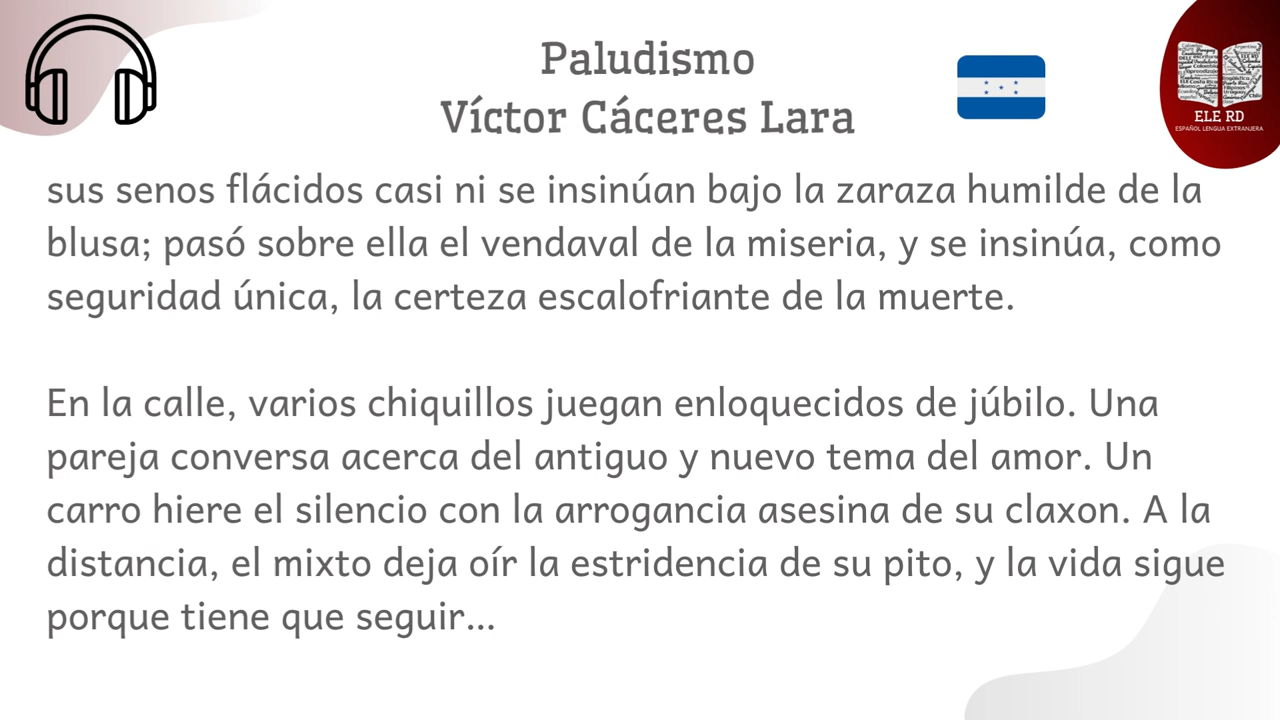 Paludismo
Víctor Cáceres Lara
ELE RD
ESPAÑOL LENGUA EXTRANJERA
sus senos flácidos casi ni se insinúan bajo la zaraza humilde de la
blusa; pasó sobre ella el vendaval de la miseria, y se insinúa, como
seguridad única, la certeza escalofriante de la muerte.
En la calle, varios chiquillos juegan enloquecidos de júbilo. Una
pareja conversa acerca del antiguo y nuevo tema del amor. Un
carro hiere el silencio con la arrogancia asesina de su claxon. A la
distancia, el mixto deja oír la estridencia de su pito, y la vida sigue
porque tiene que seguir...